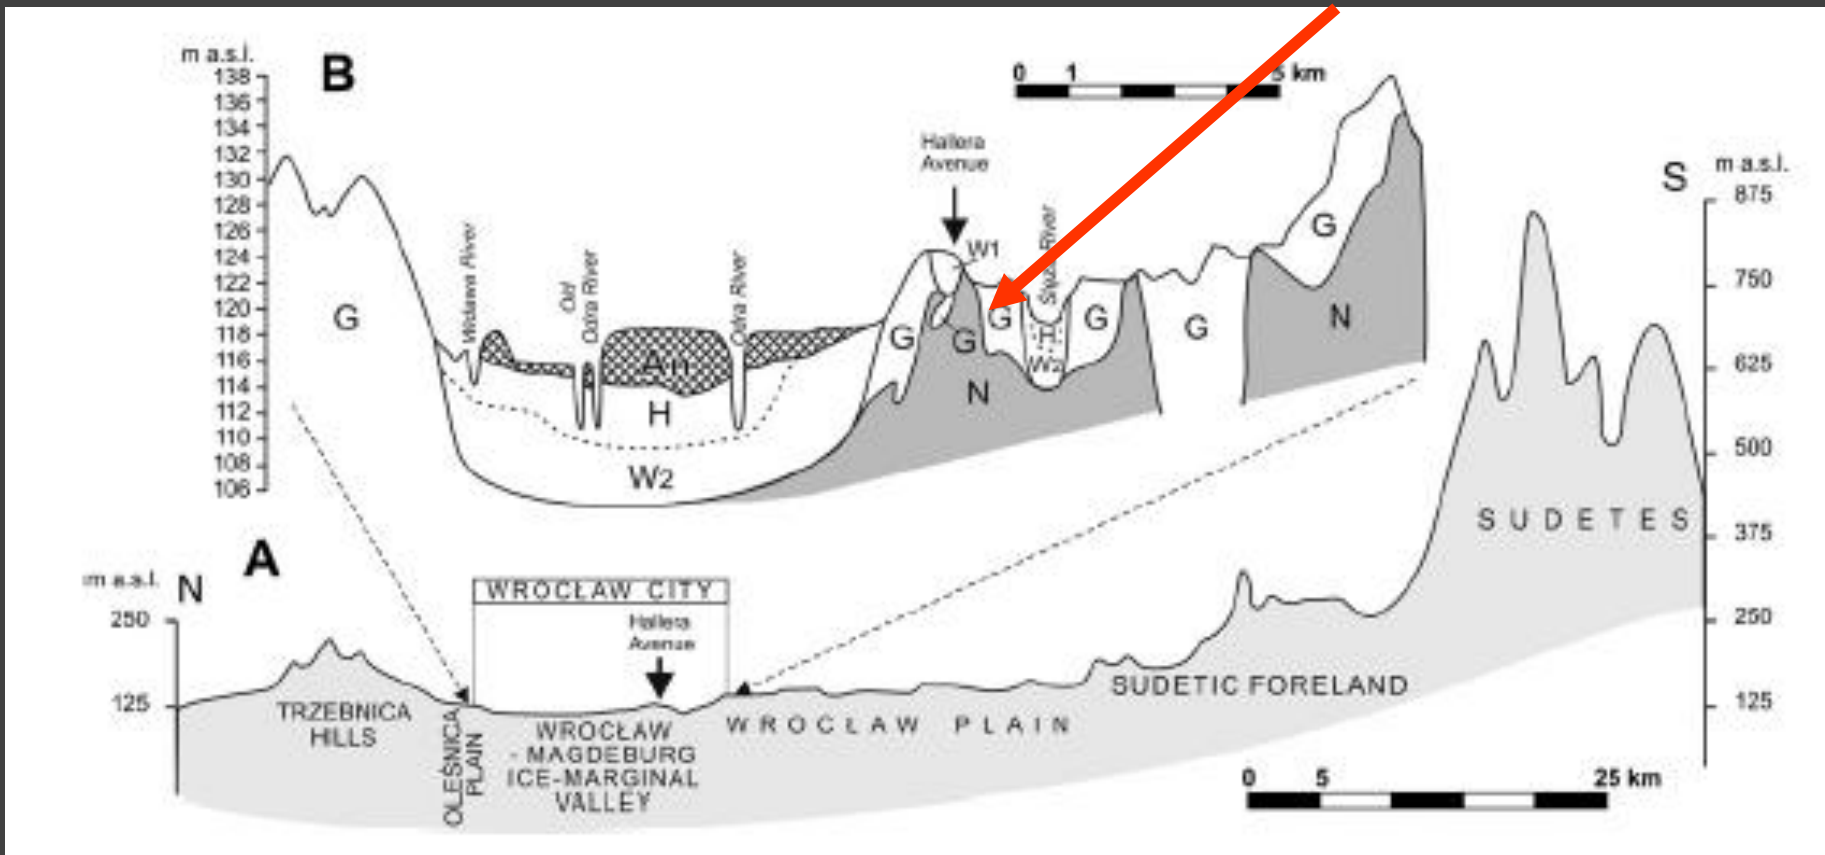 m a.s.l.
B
138
136
134
132
130
128
126
124
122
120
118
116
114
112
110
108
106
0 1 5 km
Hallera
Avenue
W1
Widawa River
Old
Odra River
Odra River
River
G
An
H
W2
G
G
G
H
W2
G
G
G
N
N
S
m a.s.l.
875
750
625
500
375
250
125
SUDETES
A
m a.s.l.
N
250
125
WROCŁAW CITY
Hallera
Avenue
TRZEBNICA
HILLS
OLEŚNICA
PLAIN
WROCŁAW
- MAGDEBURG
ICE-MARGINAL
VALLEY
WROCŁAW PLAIN
SUDETIC FORELAND
0 5 25 km